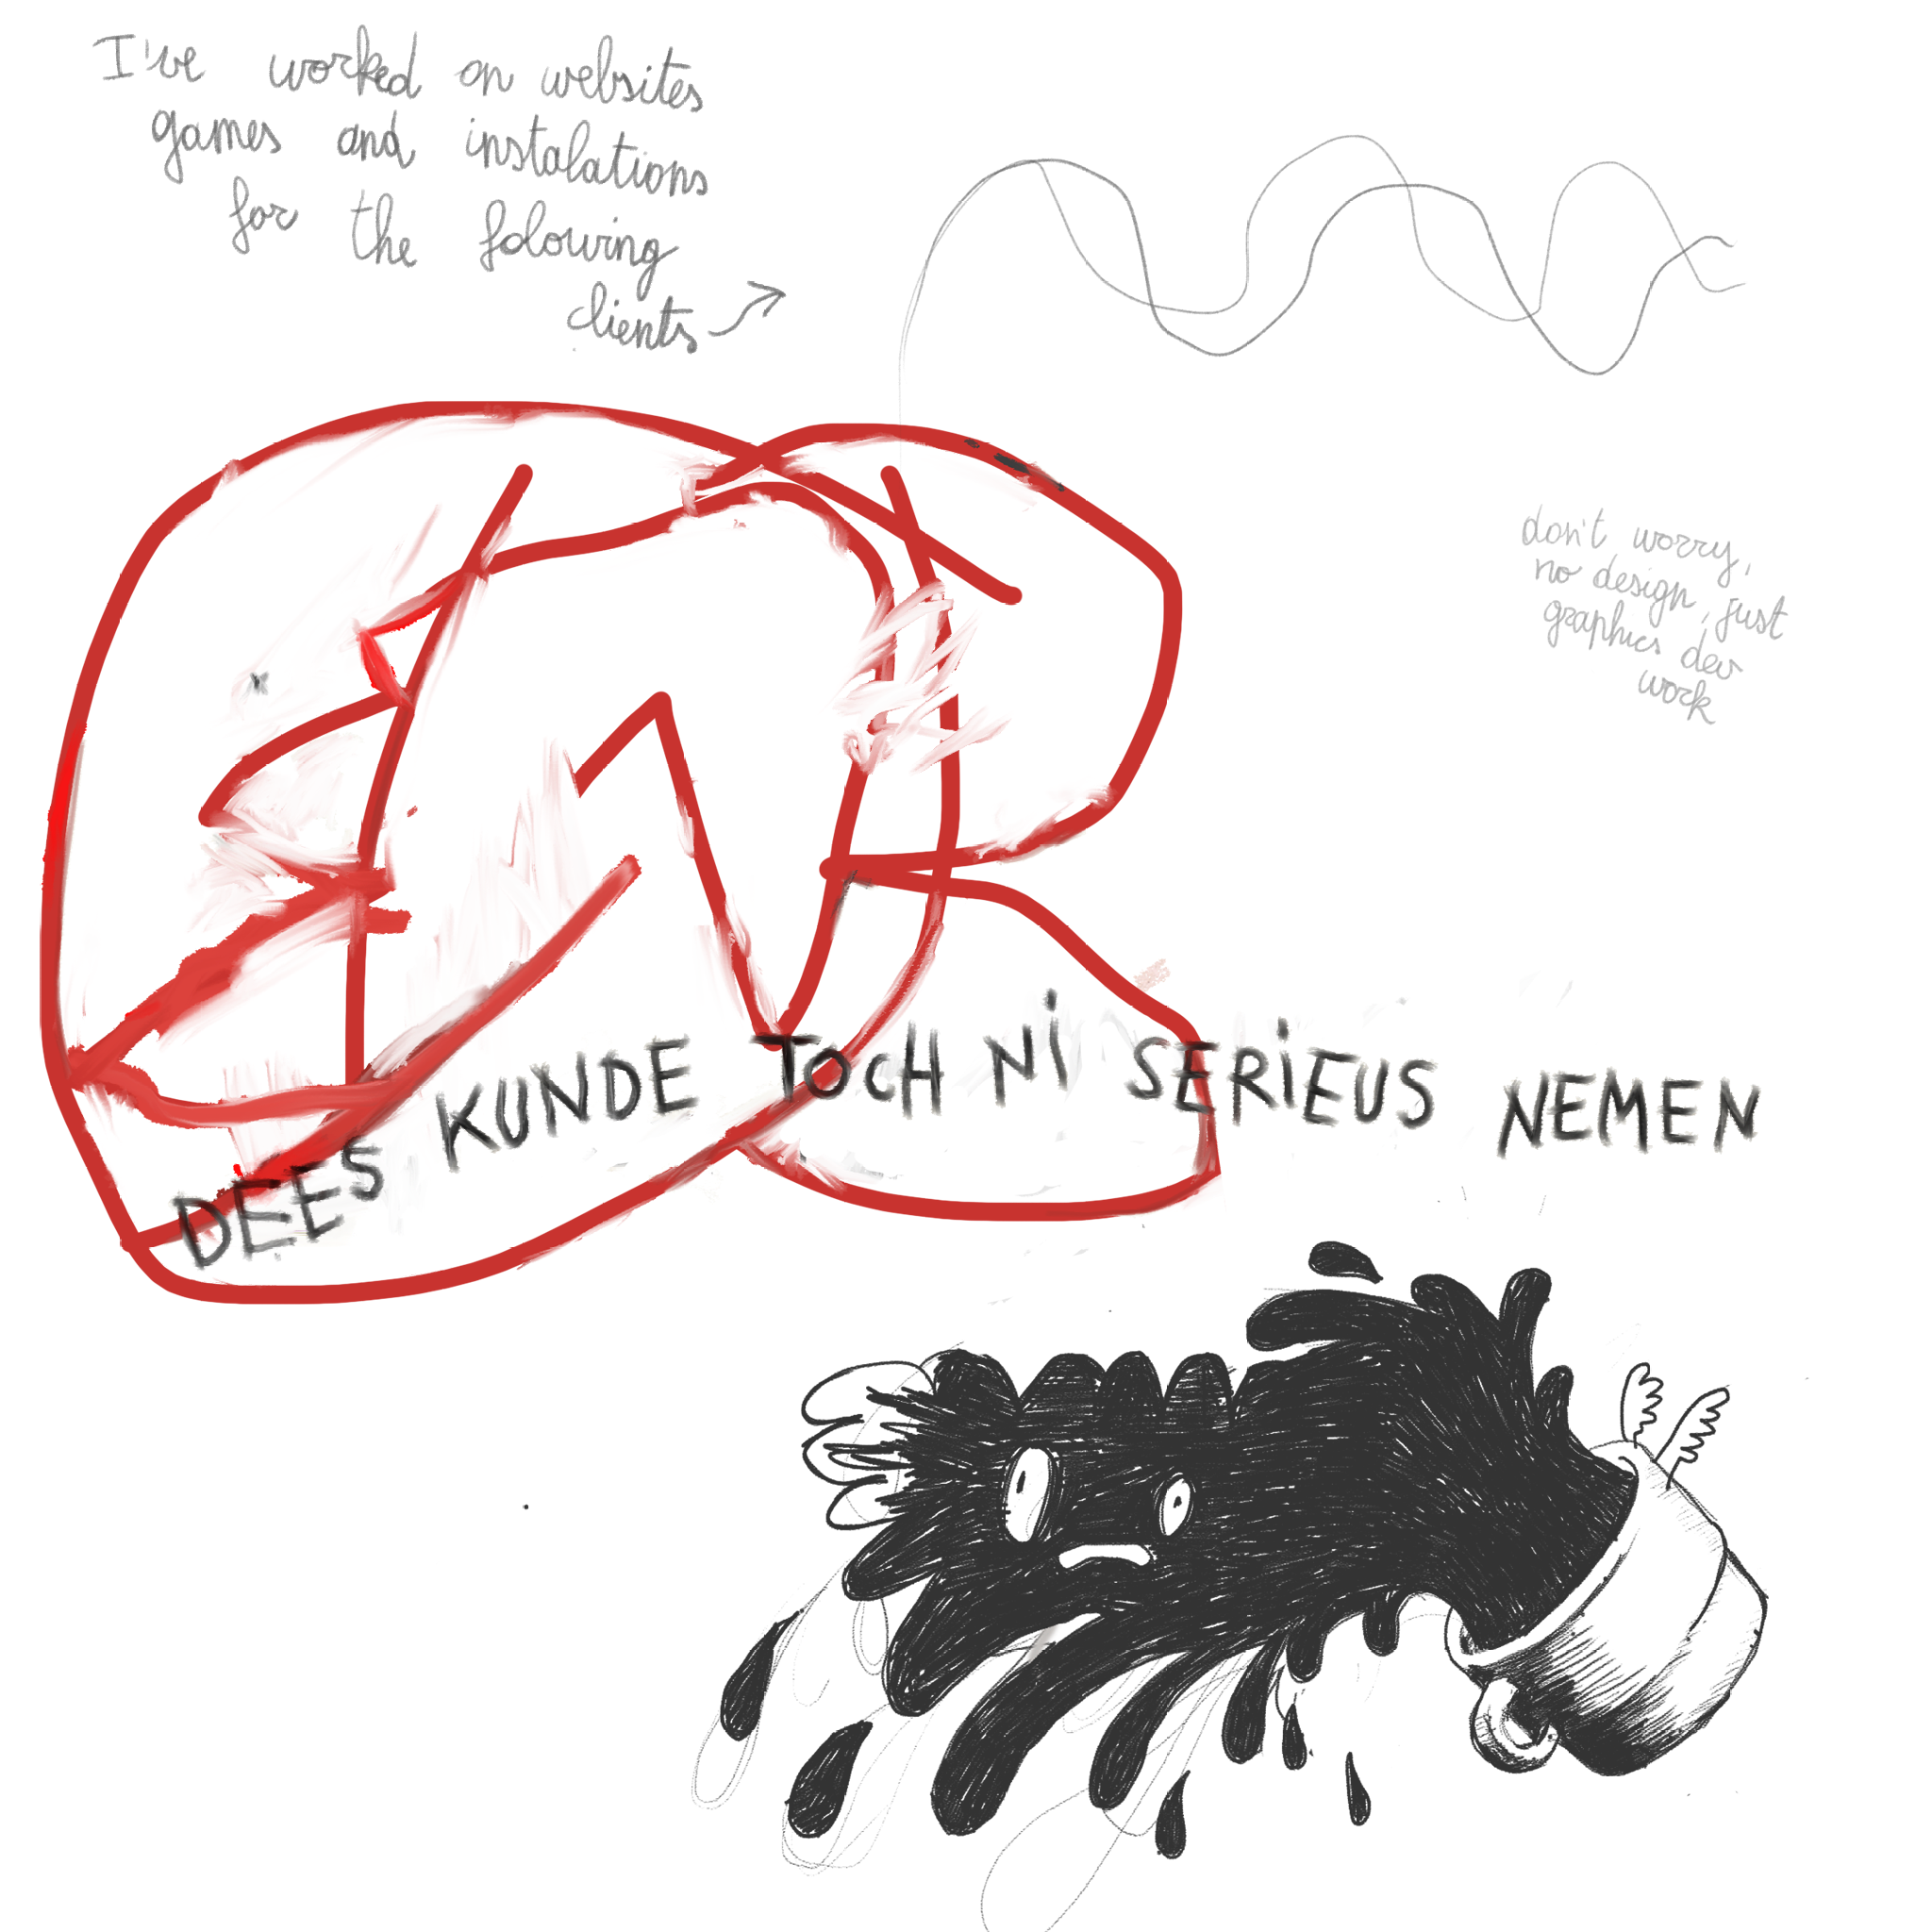 I've worked on websites
games and instalations
for the folowing
clients
don't worry,
no design, just
graphics dev
work
DEES KUNDE TOCH Ni SERiEUS NEMEN